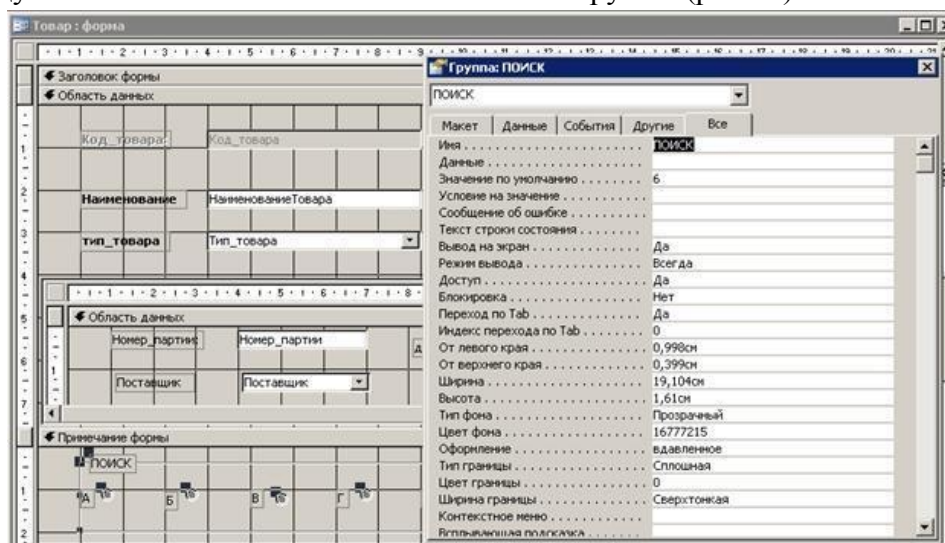 Товар : форма
Заголовок формы
Область данных
Код_товара:
Код_товара
Наименование
НаименованиеТовара
тип_товара
Тип_товара
Область данных
Номер_партии:
Номер_партии
Поставщик:
Поставщик
Примечание формы
ПОИСК
А Б В Г
Группа: ПОИСК
ПОИСК
Макет Данные События Другие Все
Имя ПОИСК
Данные
Значение по умолчанию 6
Условие на значение
Сообщение об ошибке
Текст строки состояния
Вывод на экран Да
Режим вывода Всегда
Доступ Да
Блокировка Нет
Переход по Tab Да
Индекс перехода по Tab 0
От левого края 0,998см
От верхнего края 0,399см
Ширина 19,104см
Высота 1,61см
Тип фона Прозрачный
Цвет фона 16777215
Оформление вдавленное
Тип границы Сплошная
Цвет границы 0
Ширина границы Сверхтонкая
Контекстное меню
Всплывающая подсказка